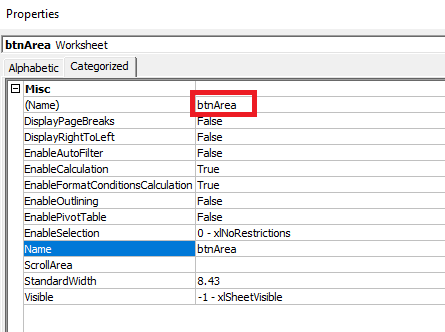 Properties
btnArea Worksheet
Alphabetic Categorized
Misc
(Name) btnArea
DisplayPageBreaks False
DisplayRightToLeft False
EnableAutoFilter False
EnableCalculation True
EnableFormatConditionsCalculation True
EnableOutlining False
EnablePivotTable False
EnableSelection 0 - xlNoRestrictions
Name btnArea
ScrollArea
StandardWidth 8.43
Visible -1 - xlSheetVisible